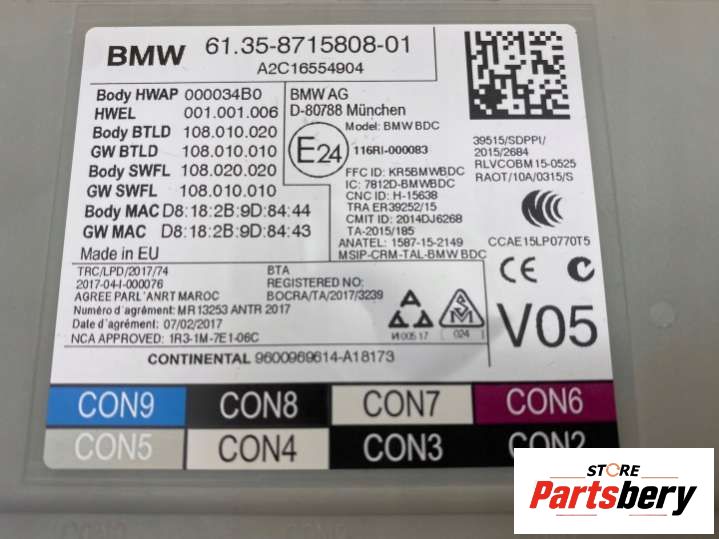 BMW 61.35-8715808-01
A2C16554904
Body HWAP 000034B0
HWEL 001.001.006
Body BTLD 108.010.020
GW BTLD 108.010.010
Body SWFL 108.020.020
GW SWFL 108.010.010
Body MAC D8:18:2B:9D:84:44
GW MAC D8:18:2B:9D:84:43
Made in EU
BMW AG
D-80788 München
Model: BMW BDC
E24
116RI-000083
FFC ID: KR5BMWBDC
IC: 7812D-BMWBDC
CNC ID: H-15638
TRA ER39252/15
CMIT ID: 2014DJ6268
TA-2015/185
ANATEL: 1587-15-2149
MSIP-CRM-TAL-BMW BDC
39515/SDPPI/
2015/2684
RLVCOBM15-0525
RAOT/10A/0315/S
CCC
CCAE15LP0770T5
CE
V05
TRC/LPD/2017/74
2017-04-I-000076
AGREE PARL'ANRT MAROC
Numéro d'agrément: MR 13253 ANTR 2017
Date d'agrément: 07/02/2017
NCA APPROVED: 1R3-1M-7E1-06C
BTA
REGISTERED NO:
BOCRA/TA/2017/3239
И005 17
024
CONTINENTAL 9600969614-A18173
CON9 CON8 CON7 CON6
CON5 CON4 CON3 CON2
STORE
Partsbery